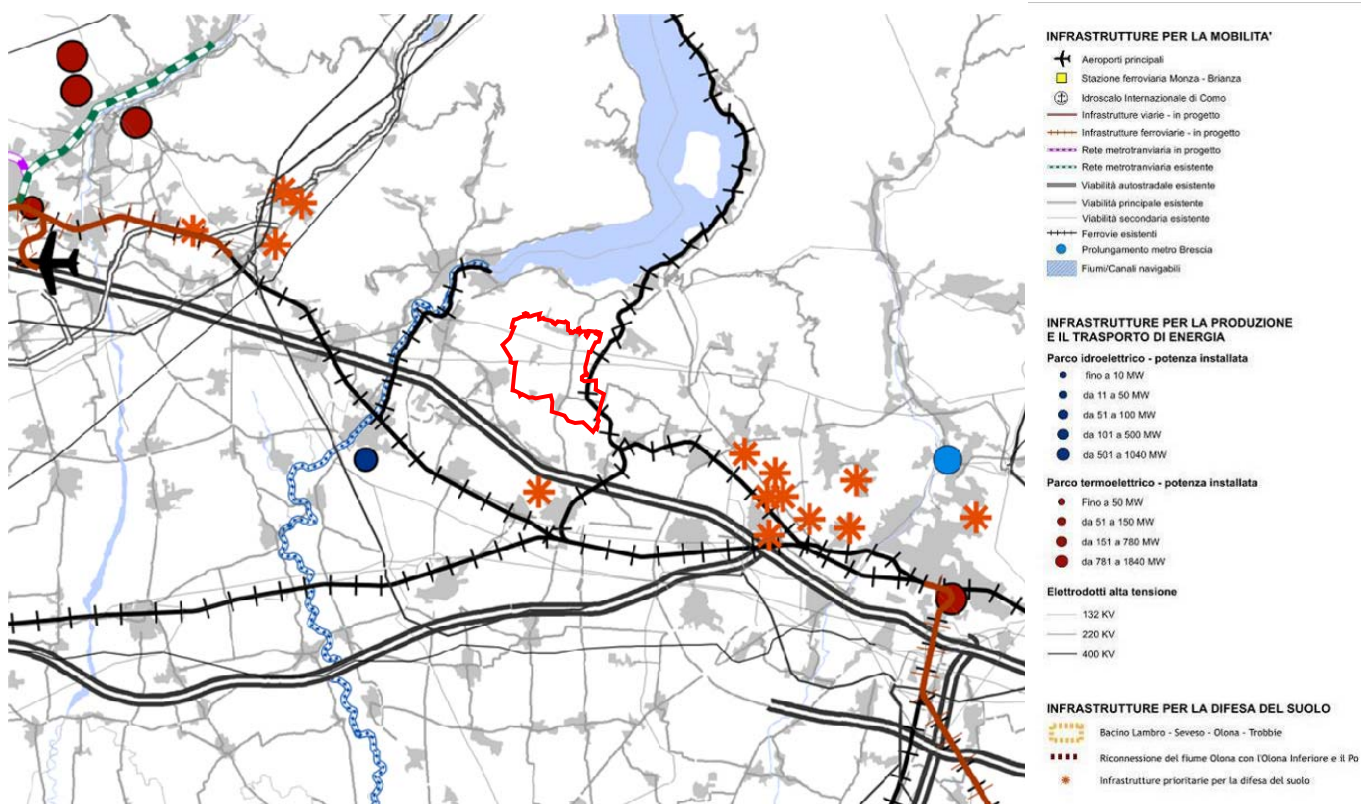 INFRASTRUTTURE PER LA MOBILITA'
Aeroporti principali
Stazione ferroviaria Monza - Brianza
Idroscalo Internazionale di Como
Infrastrutture viarie - in progetto
Infrastrutture ferroviarie - in progetto
Rete metrotranviaria in progetto
Rete metrotranviaria esistente
Viabilità autostradale esistente
Viabilità principale esistente
Viabilità secondaria esistente
Ferrovie esistenti
Prolungamento metro Brescia
Fiumi/Canali navigabili
INFRASTRUTTURE PER LA PRODUZIONE
E IL TRASPORTO DI ENERGIA
Parco idroelettrico - potenza installata
fino a 10 MW
da 11 a 50 MW
da 51 a 100 MW
da 101 a 500 MW
da 501 a 1040 MW
Parco termoelettrico - potenza installata
Fino a 50 MW
da 51 a 150 MW
da 151 a 780 MW
da 781 a 1840 MW
Elettrodotti alta tensione
132 KV
220 KV
400 KV
INFRASTRUTTURE PER LA DIFESA DEL SUOLO
Bacino Lambro - Seveso - Olona - Trobbie
Riconnessione del fiume Olona con l'Olona Inferiore e il Po
Infrastrutture prioritarie per la difesa del suolo